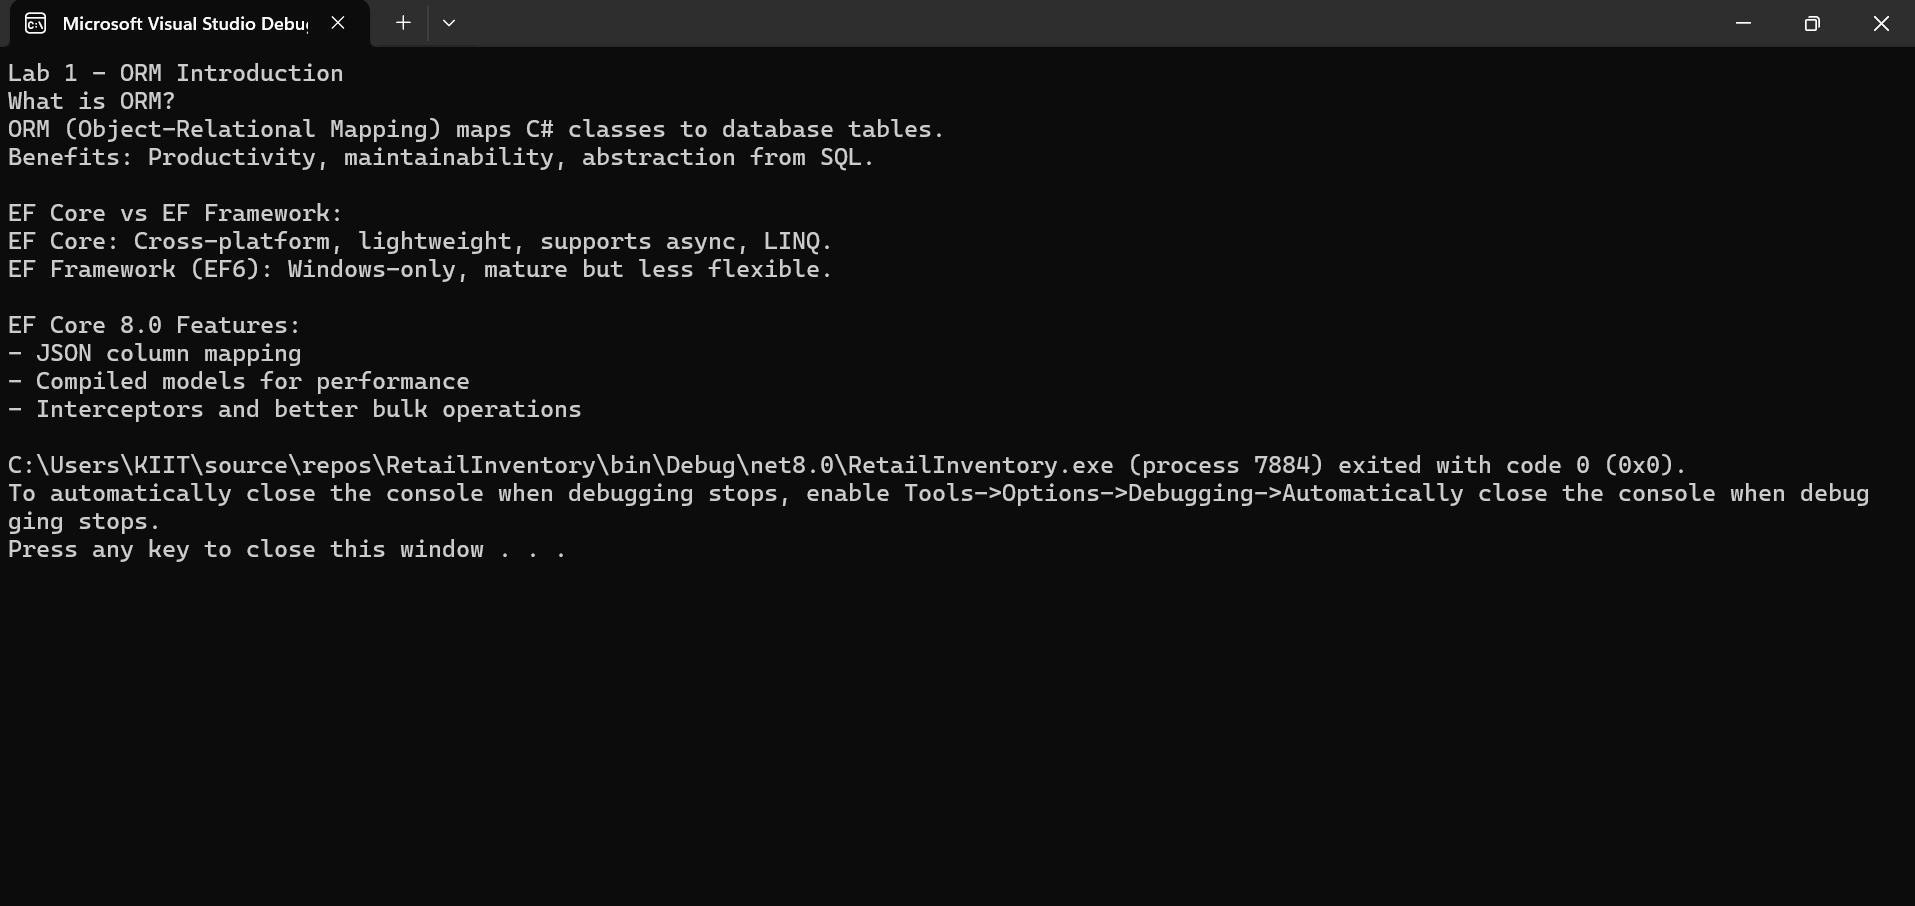 Microsoft Visual Studio Debu
Lab 1 - ORM Introduction
What is ORM?
ORM (Object-Relational Mapping) maps C# classes to database tables.
Benefits: Productivity, maintainability, abstraction from SQL.
EF Core vs EF Framework:
EF Core: Cross-platform, lightweight, supports async, LINQ.
EF Framework (EF6): Windows-only, mature but less flexible.
EF Core 8.0 Features:
- JSON column mapping
- Compiled models for performance
- Interceptors and better bulk operations
C:\Users\KIIT\source\repos\RetailInventory\bin\Debug\net8.0\RetailInventory.exe (process 7884) exited with code 0 (0x0).
To automatically close the console when debugging stops, enable Tools->Options->Debugging->Automatically close the console when debug
ging stops.
Press any key to close this window . . .